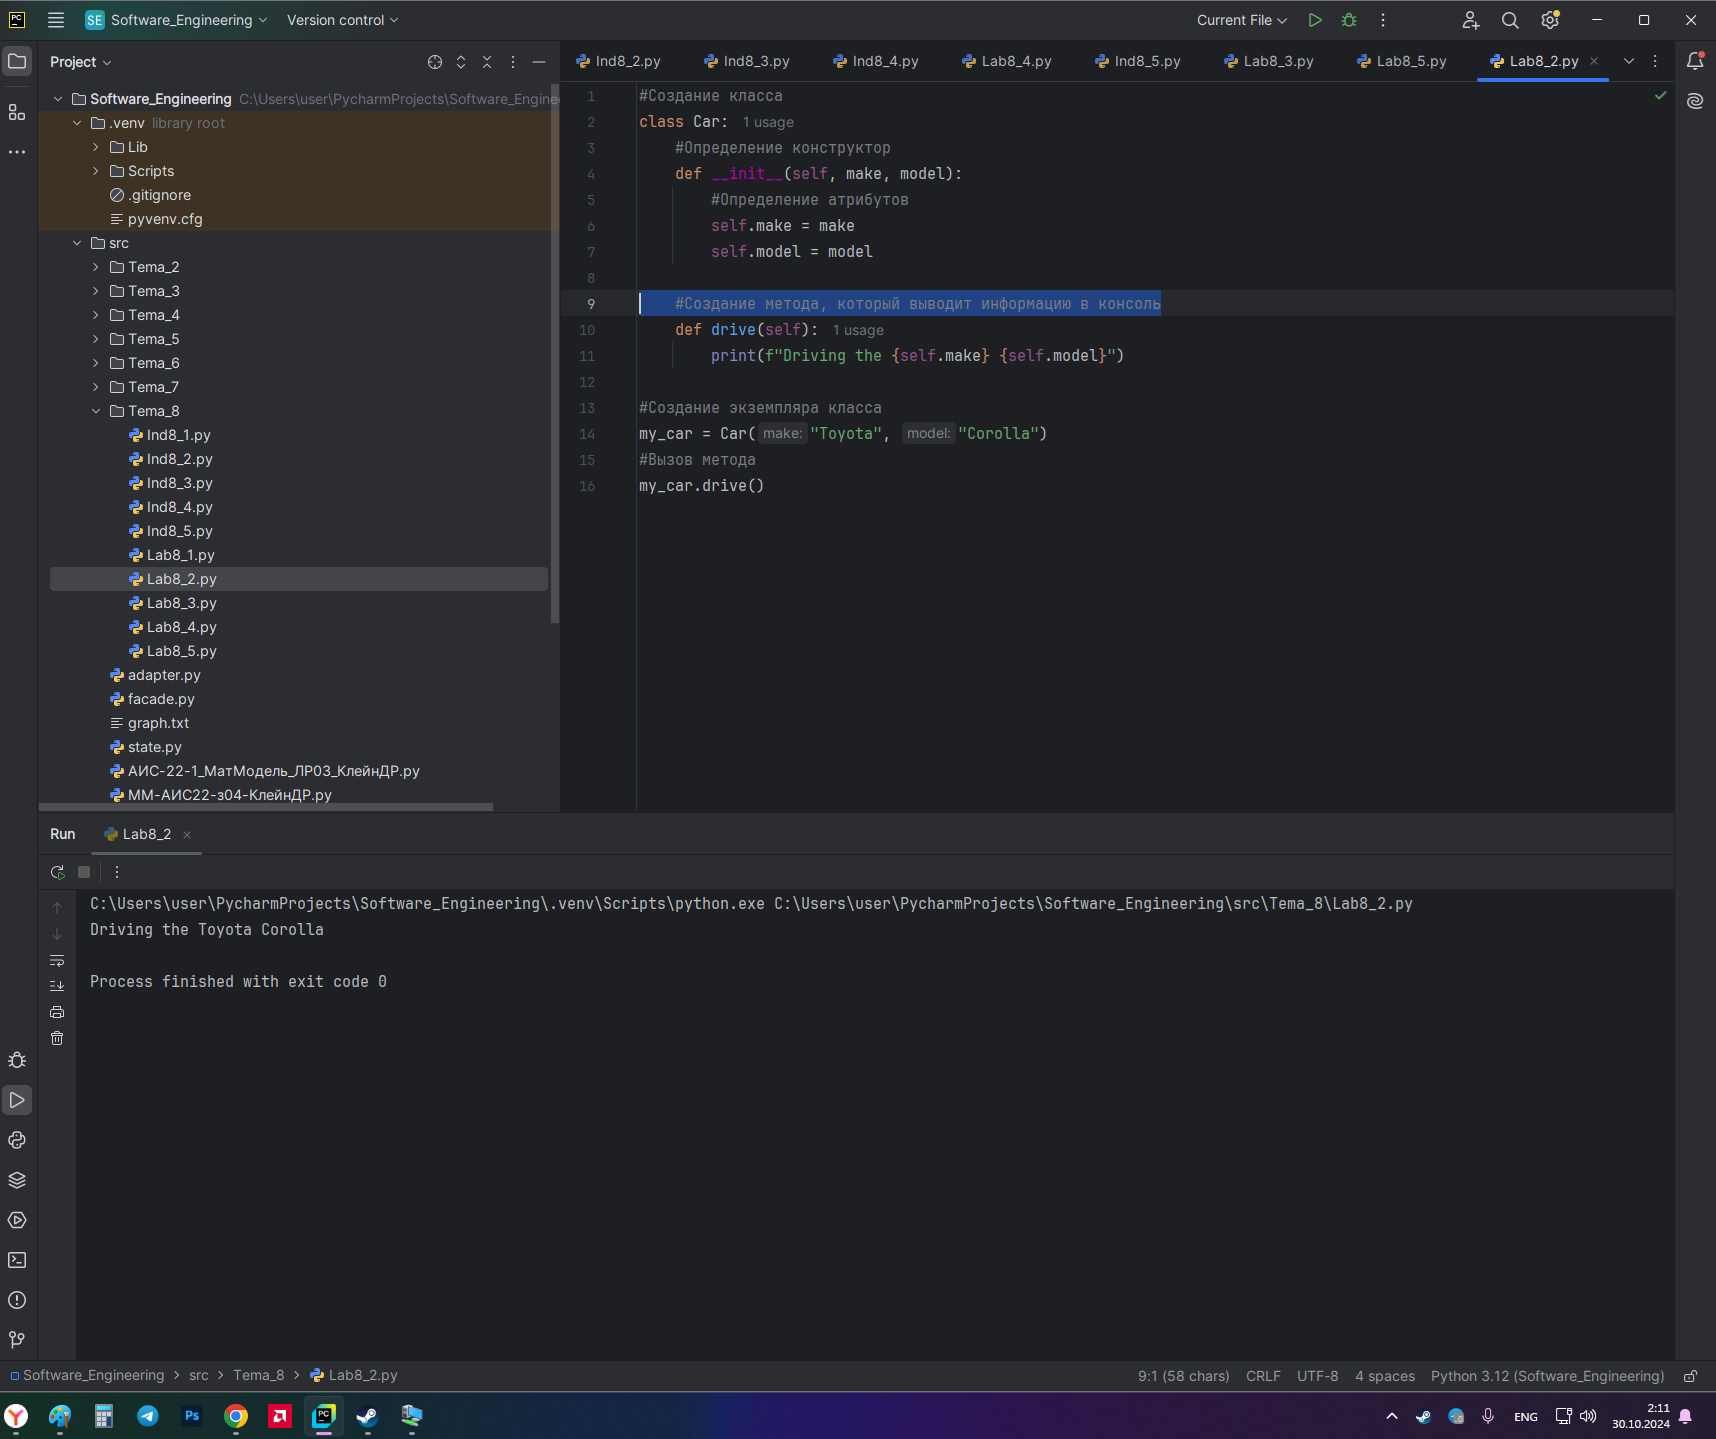 PC
SE Software_Engineering Version control Current File
Project
Software_Engineering C:\Users\user\PycharmProjects\Software_Engine
.venv library root
Lib
Scripts
.gitignore
pyvenv.cfg
src
Tema_2
Tema_3
Tema_4
Tema_5
Tema_6
Tema_7
Tema_8
Ind8_1.py
Ind8_2.py
Ind8_3.py
Ind8_4.py
Ind8_5.py
Lab8_1.py
Lab8_2.py
Lab8_3.py
Lab8_4.py
Lab8_5.py
adapter.py
facade.py
graph.txt
state.py
АИС-22-1_МатМодель_ЛР03_КлейнДР.py
ММ-АИС22-з04-КлейнДР.py
Ind8_2.py Ind8_3.py Ind8_4.py Lab8_4.py Ind8_5.py Lab8_3.py Lab8_5.py Lab8_2.py
1 #Создание класса
2 class Car: 1 usage
3 #Определение конструктор
4 def __init__(self, make, model):
5 #Определение атрибутов
6 self.make = make
7 self.model = model
8
9 #Создание метода, который выводит информацию в консоль
10 def drive(self): 1 usage
11 print(f"Driving the {self.make} {self.model}")
12
13 #Создание экземпляра класса
14 my_car = Car( make: "Toyota", model: "Corolla")
15 #Вызов метода
16 my_car.drive()
Run Lab8_2
C:\Users\user\PycharmProjects\Software_Engineering\.venv\Scripts\python.exe C:\Users\user\PycharmProjects\Software_Engineering\src\Tema_8\Lab8_2.py
Driving the Toyota Corolla
Process finished with exit code 0
Software_Engineering src Tema_8 Lab8_2.py 9:1 (58 chars) CRLF UTF-8 4 spaces Python 3.12 (Software_Engineering)
Ps PC ENG 2:11
30.10.2024